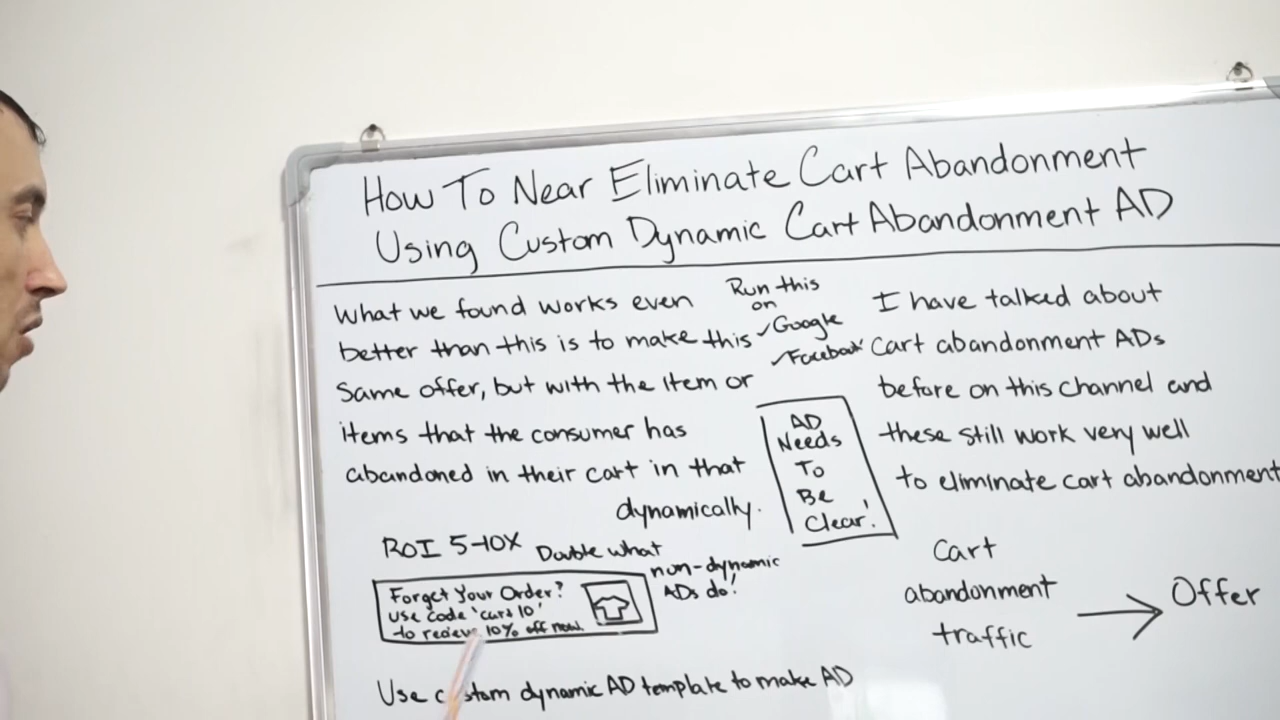 How To Near Eliminate Cart Abandonment
Using Custom Dynamic Cart Abandonment AD
What we found works even
better than this is to make this
Same offer, but with the item or
items that the consumer has
abandoned in their cart in that
dynamically.
Run this
on
✓Google
✓Facebook
AD
Needs
To
Be
Clear!
I have talked about
Cart abandonment ADs
before on this channel and
these still work very well
to eliminate cart abandonment
ROI 5-10X
Double what
non-dynamic
ADs do!
Forget Your Order?
Use code 'cart 10'
to recieve 10% off now.
Use custom dynamic AD template to make AD
Cart
abandonment
traffic
→ Offer